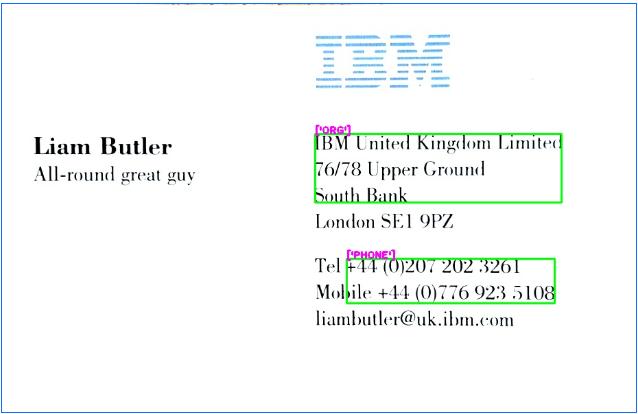 IBM
Liam Butler
All-round great guy
['ORG']
IBM United Kingdom Limited
76/78 Upper Ground
South Bank
London SE1 9PZ
['PHONE']
Tel +44 (0)207 202 3261
Mobile +44 (0)776 923 5108
liambutler@uk.ibm.com